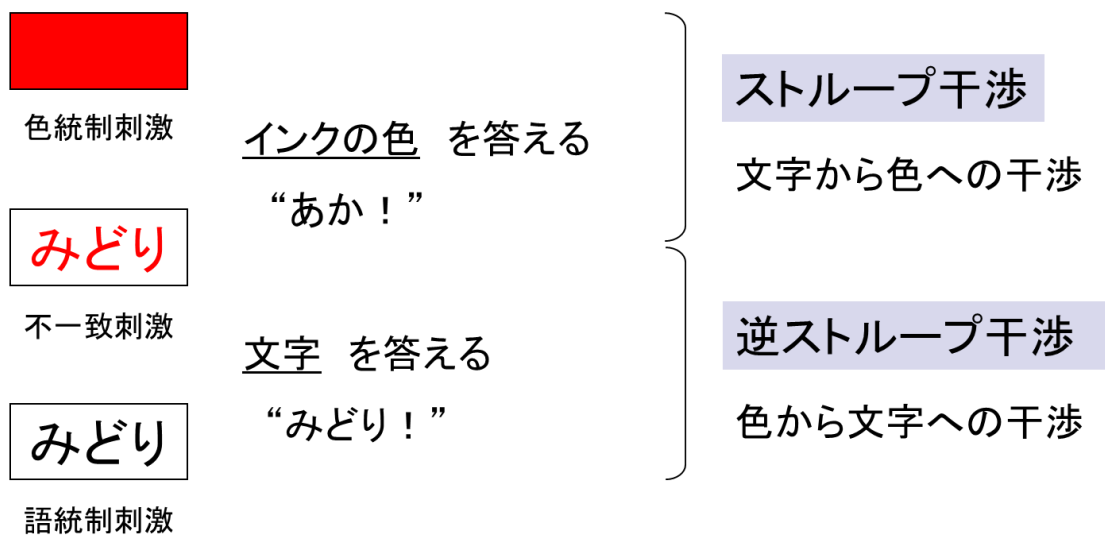 色統制刺激
インクの色 を答える
“あか！”
みどり
不一致刺激
文字 を答える
“みどり！”
みどり
語統制刺激
ストループ干渉
文字から色への干渉
逆ストループ干渉
色から文字への干渉